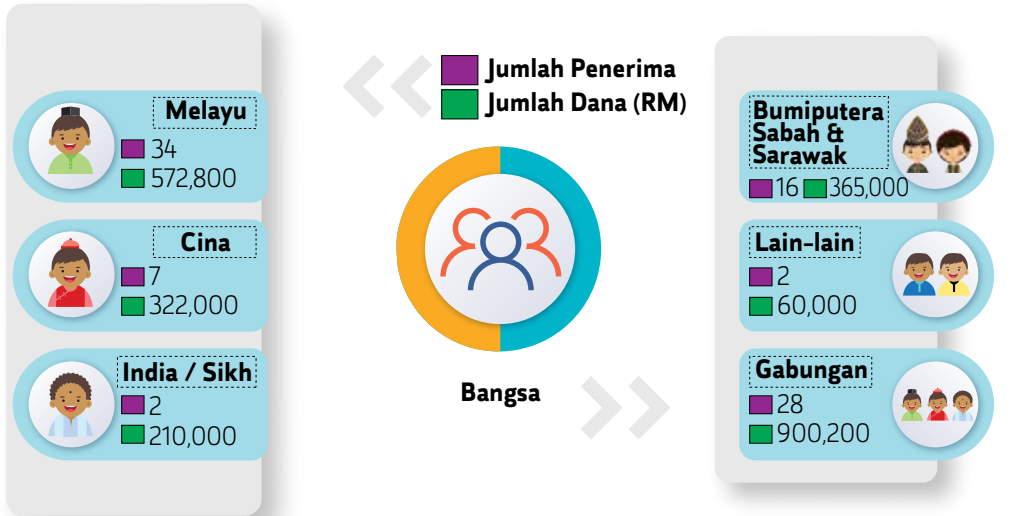 Jumlah Penerima
Jumlah Dana (RM)
Melayu
34
572,800
Cina
7
322,000
India / Sikh
2
210,000
Bangsa
Bumiputera
Sabah &
Sarawak
16 365,000
Lain-lain
2
60,000
Gabungan
28
900,200